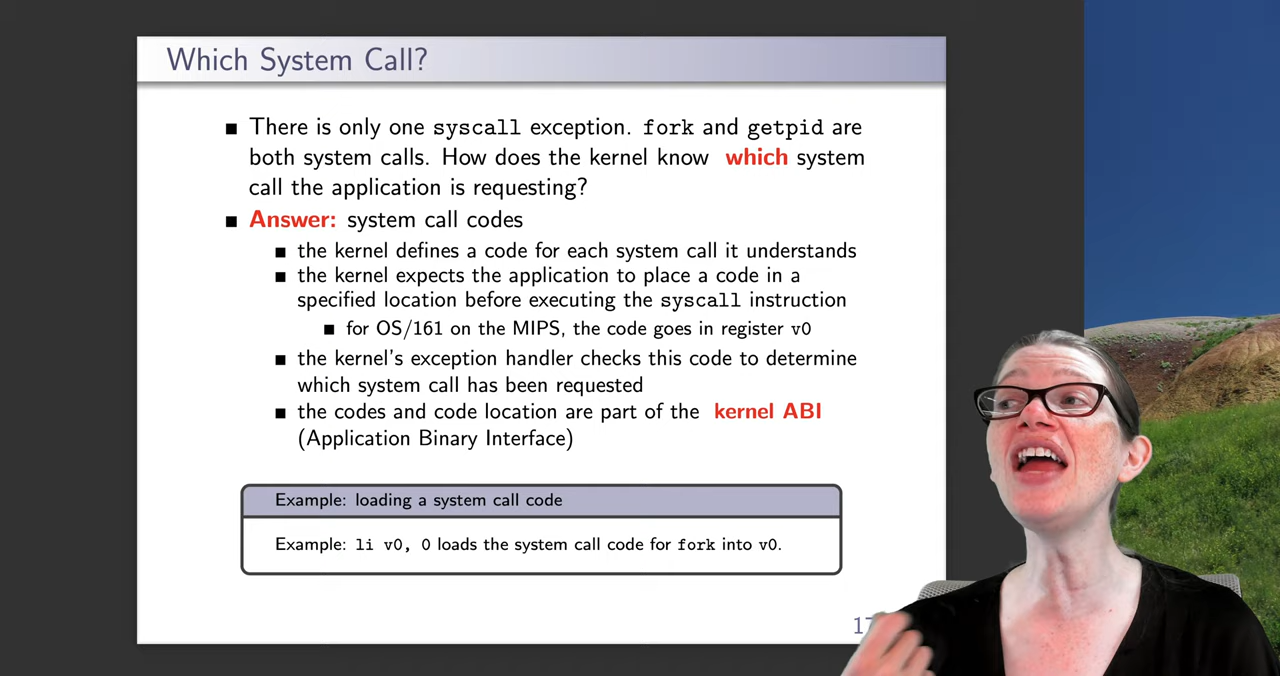 Which System Call?
■ There is only one syscall exception. fork and getpid are
both system calls. How does the kernel know which system
call the application is requesting?
■ Answer: system call codes
■ the kernel defines a code for each system call it understands
■ the kernel expects the application to place a code in a
specified location before executing the syscall instruction
■ for OS/161 on the MIPS, the code goes in register v0
■ the kernel's exception handler checks this code to determine
which system call has been requested
■ the codes and code location are part of the kernel ABI
(Application Binary Interface)
Example: loading a system call code
Example: li v0, 0 loads the system call code for fork into v0.